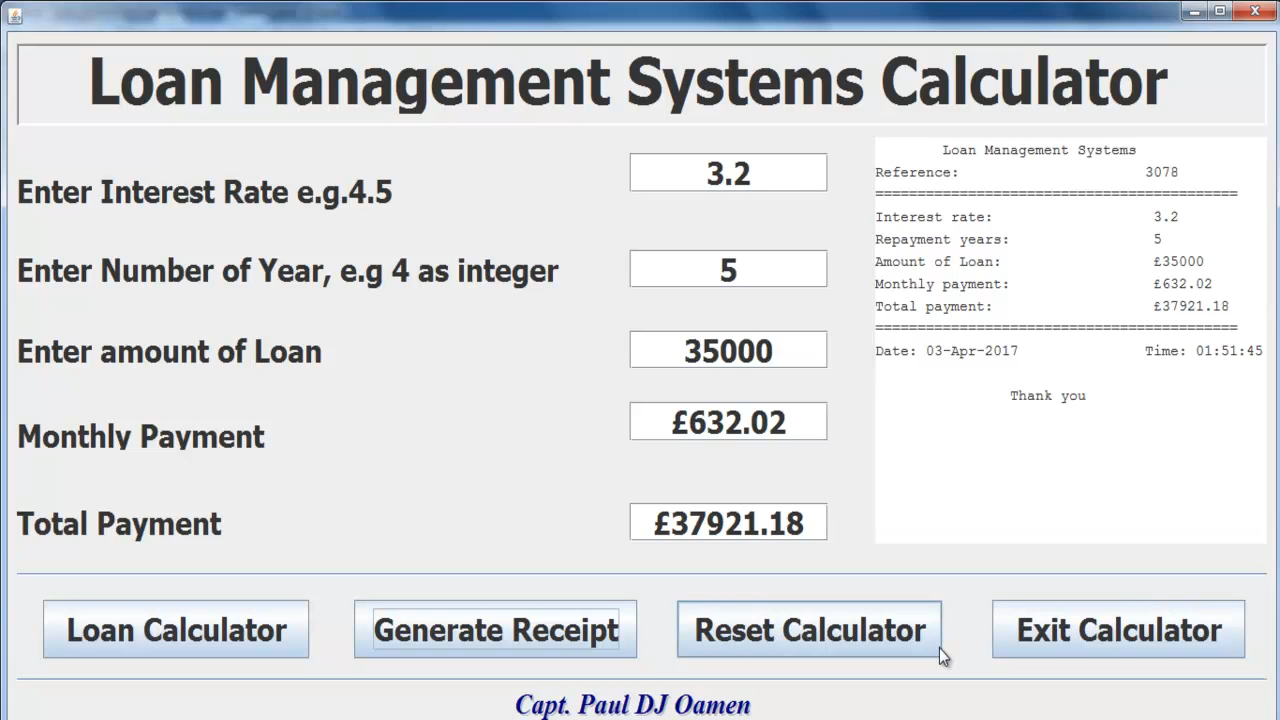 Loan Management Systems Calculator
Enter Interest Rate e.g.4.5
3.2
Enter Number of Year, e.g 4 as integer
5
Enter amount of Loan
35000
Monthly Payment
£632.02
Total Payment
£37921.18
Loan Management Systems
Reference: 3078
===========================================
Interest rate: 3.2
Repayment years: 5
Amount of Loan: £35000
Monthly payment: £632.02
Total payment: £37921.18
===========================================
Date: 03-Apr-2017 Time: 01:51:45
Thank you
Loan Calculator
Generate Receipt
Reset Calculator
Exit Calculator
Capt. Paul DJ Oamen